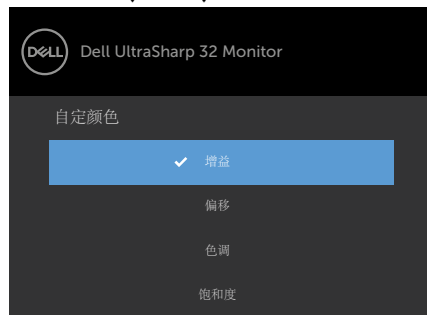 DELL Dell UltraSharp 32 Monitor
自定颜色
增益
偏移
色调
饱和度